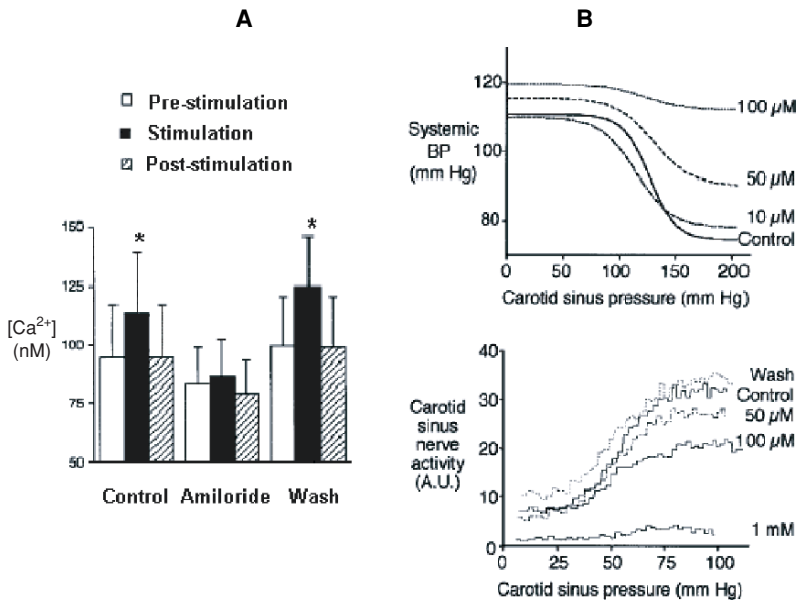 A
Pre-stimulation
Stimulation
Post-stimulation
150
125
100
75
50
[Ca²⁺]
(nM)
*
*
Control Amiloride Wash
B
120
100
80
Systemic
BP
(mm Hg)
100 µM
50 µM
10 µM
Control
0 50 100 150 200
Carotid sinus pressure (mm Hg)
40
30
20
10
0
Carotid
sinus
nerve
activity
(A.U.)
Wash
Control
50 µM
100 µM
1 mM
0 25 50 75 100
Carotid sinus pressure (mm Hg)